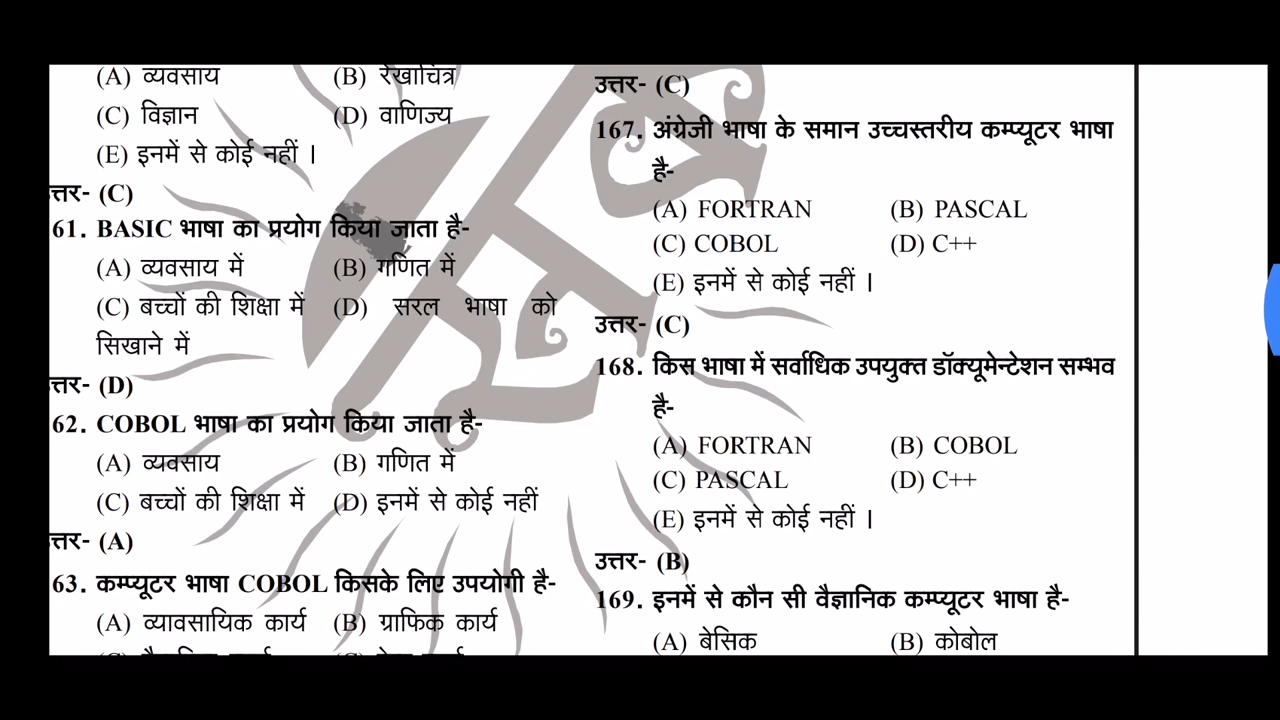 (A) व्यवसाय (B) रेखाचित्र
(C) विज्ञान (D) वाणिज्य
(E) इनमें से कोई नहीं ।
त्तर- (C)
61. BASIC भाषा का प्रयोग किया जाता है-
(A) व्यवसाय में (B) गणित में
(C) बच्चों की शिक्षा में (D) सरल भाषा को
सिखाने में
त्तर- (D)
62. COBOL भाषा का प्रयोग किया जाता है-
(A) व्यवसाय (B) गणित में
(C) बच्चों की शिक्षा में (D) इनमें से कोई नहीं
त्तर- (A)
63. कम्प्यूटर भाषा COBOL किसके लिए उपयोगी है-
(A) व्यावसायिक कार्य (B) ग्राफिक कार्य
उत्तर- (C)
167. अंग्रेजी भाषा के समान उच्चस्तरीय कम्प्यूटर भाषा
है-
(A) FORTRAN (B) PASCAL
(C) COBOL (D) C++
(E) इनमें से कोई नहीं ।
उत्तर- (C)
168. किस भाषा में सर्वाधिक उपयुक्त डॉक्यूमेन्टेशन सम्भव
है-
(A) FORTRAN (B) COBOL
(C) PASCAL (D) C++
(E) इनमें से कोई नहीं ।
उत्तर- (B)
169. इनमें से कौन सी वैज्ञानिक कम्प्यूटर भाषा है-
(A) बेसिक (B) कोबोल